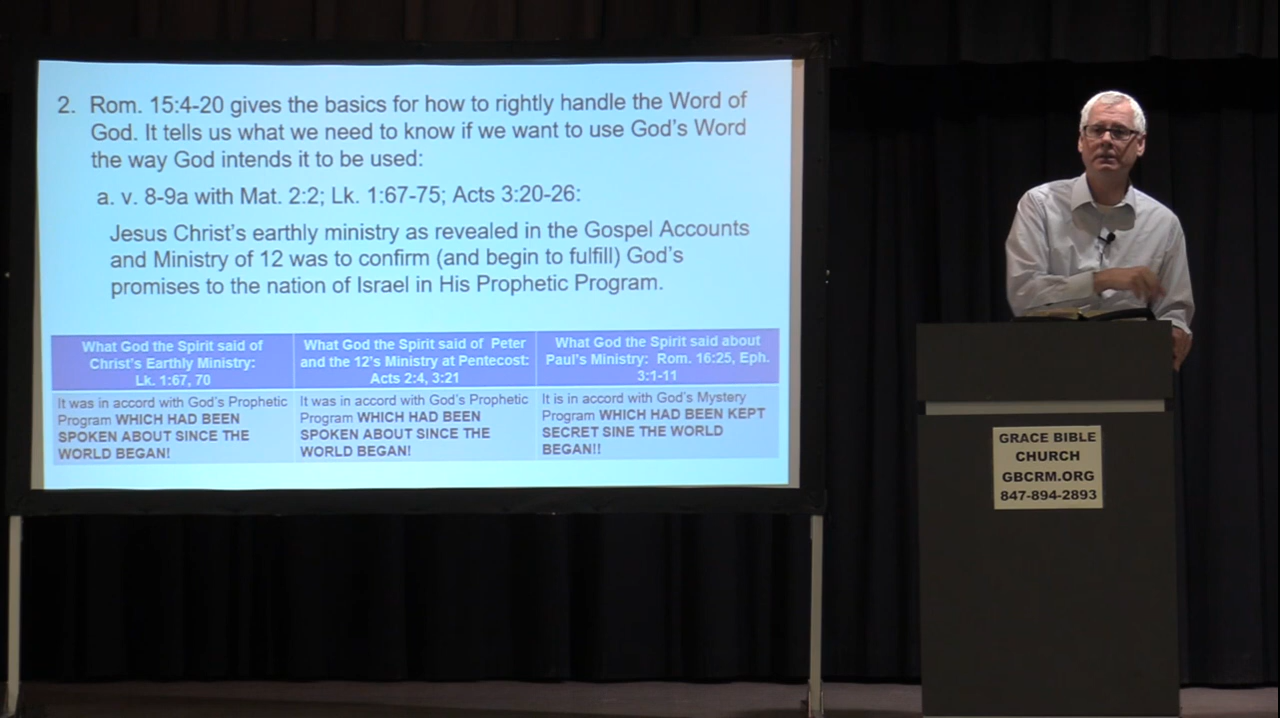 2. Rom. 15:4-20 gives the basics for how to rightly handle the Word of
God. It tells us what we need to know if we want to use God's Word
the way God intends it to be used:
a. v. 8-9a with Mat. 2:2; Lk. 1:67-75; Acts 3:20-26:
Jesus Christ's earthly ministry as revealed in the Gospel Accounts
and Ministry of 12 was to confirm (and begin to fulfill) God's
promises to the nation of Israel in His Prophetic Program.
What God the Spirit said of
Christ's Earthly Ministry:
Lk. 1:67, 70
What God the Spirit said of Peter
and the 12's Ministry at Pentecost:
Acts 2:4, 3:21
What God the Spirit said about
Paul's Ministry: Rom. 16:25, Eph.
3:1-11
It was in accord with God's Prophetic
Program WHICH HAD BEEN
SPOKEN ABOUT SINCE THE
WORLD BEGAN!
It was in accord with God's Prophetic
Program WHICH HAD BEEN
SPOKEN ABOUT SINCE THE
WORLD BEGAN!
It is in accord with God's Mystery
Program WHICH HAD BEEN KEPT
SECRET SINE THE WORLD
BEGAN!!
GRACE BIBLE
CHURCH
GBCRM.ORG
847-894-2893